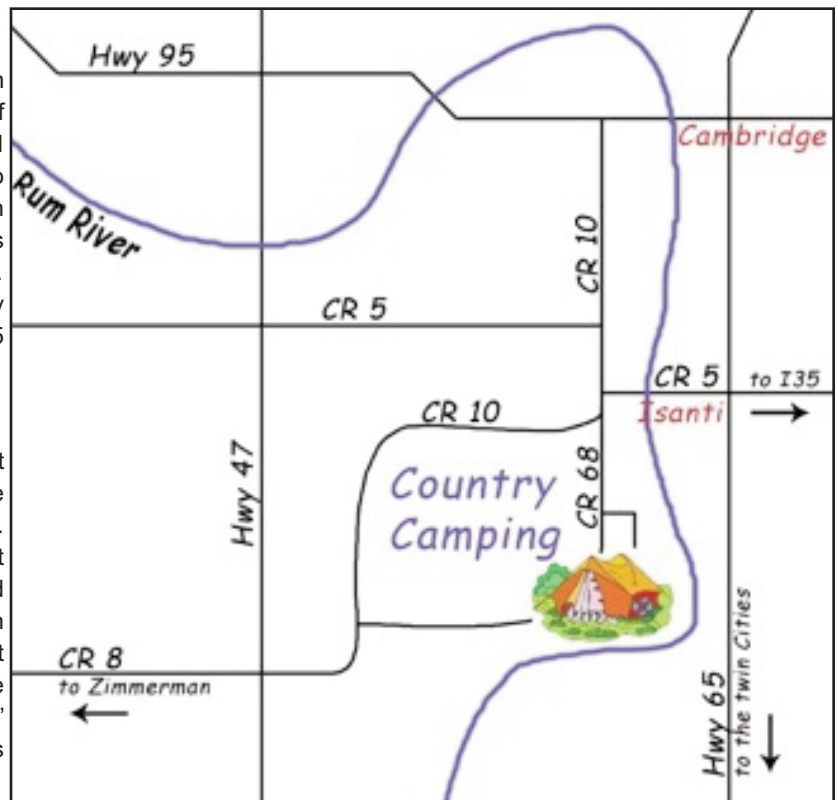 Hwy 95
Cambridge
Rum River
CR 10
CR 5
CR 5 to I35
Isanti
CR 10
Hwy 47
CR 68
Country
Camping
CR 8
to Zimmerman
Hwy 65
to the twin Cities